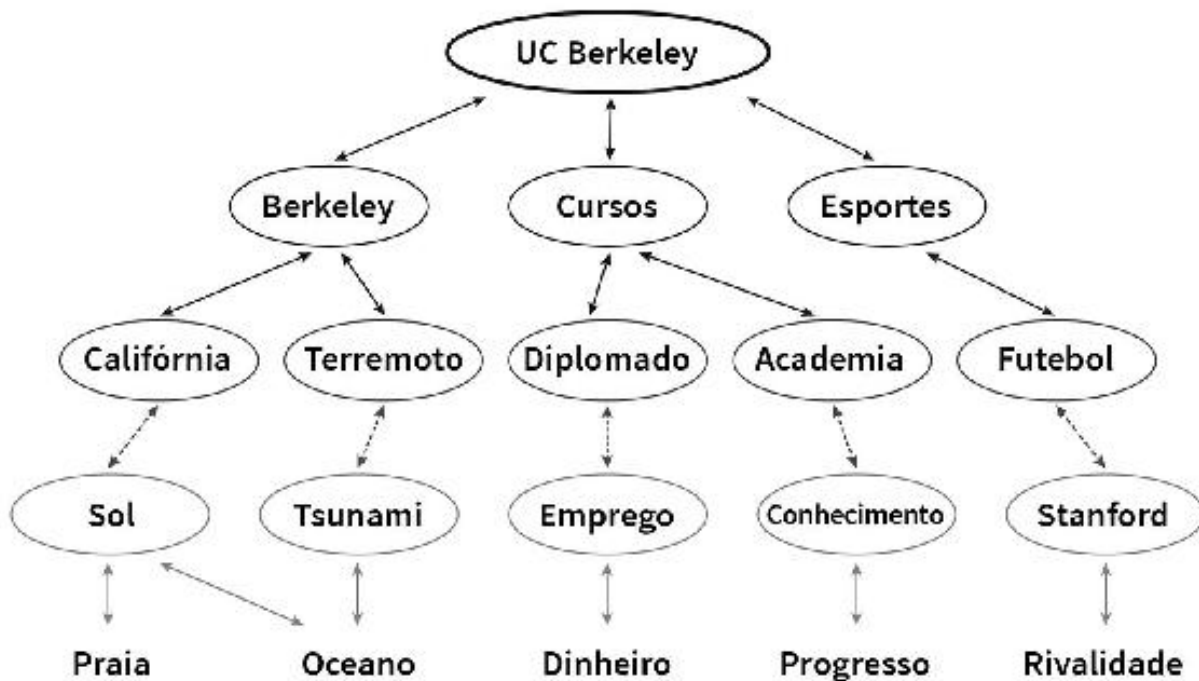 UC Berkeley
Berkeley Cursos Esportes
Califórnia Terremoto Diplomado Academia Futebol
Sol Tsunami Emprego Conhecimento Stanford
Praia Oceano Dinheiro Progresso Rivalidade